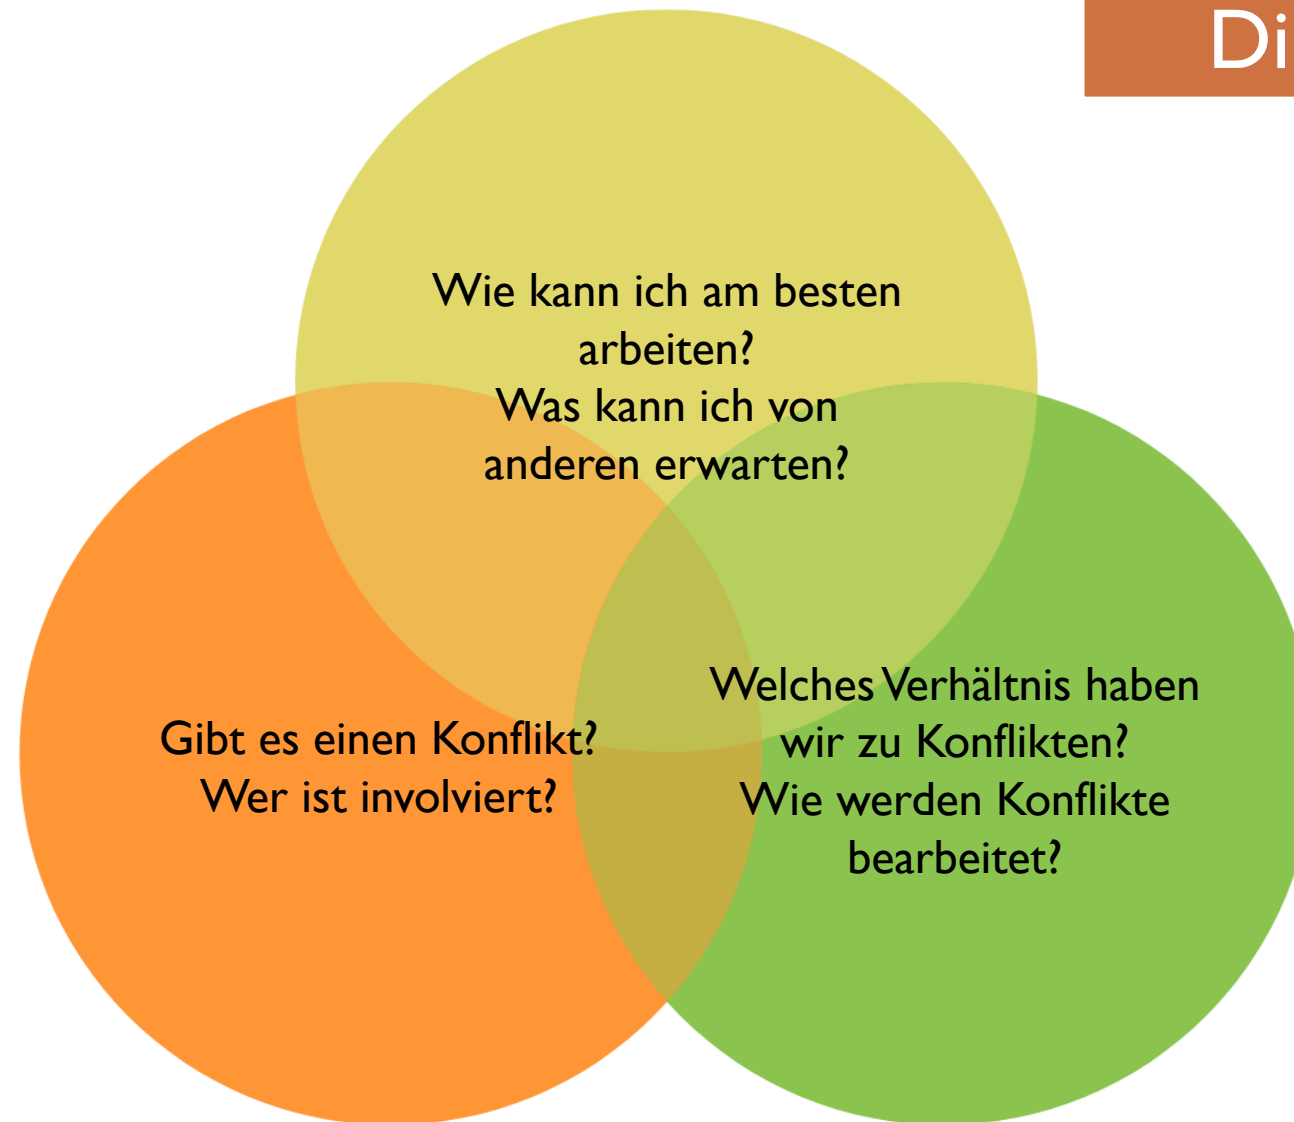 Di
Wie kann ich am besten
arbeiten?
Was kann ich von
anderen erwarten?
Gibt es einen Konflikt?
Wer ist involviert?
Welches Verhältnis haben
wir zu Konflikten?
Wie werden Konflikte
bearbeitet?